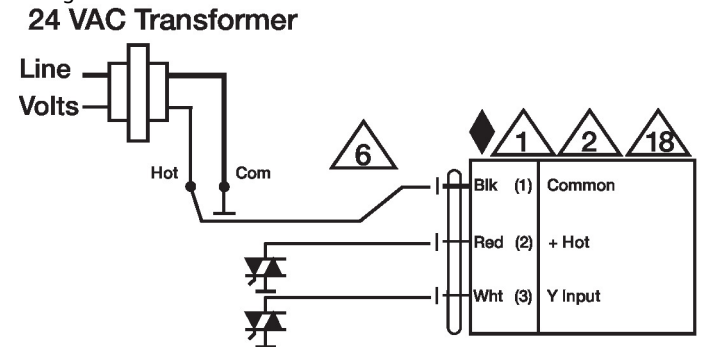 24 VAC Transformer
Line
Volts
Hot
Com
6
1
2
18
Blk (1) Common
Red (2) + Hot
Wht (3) Y Input